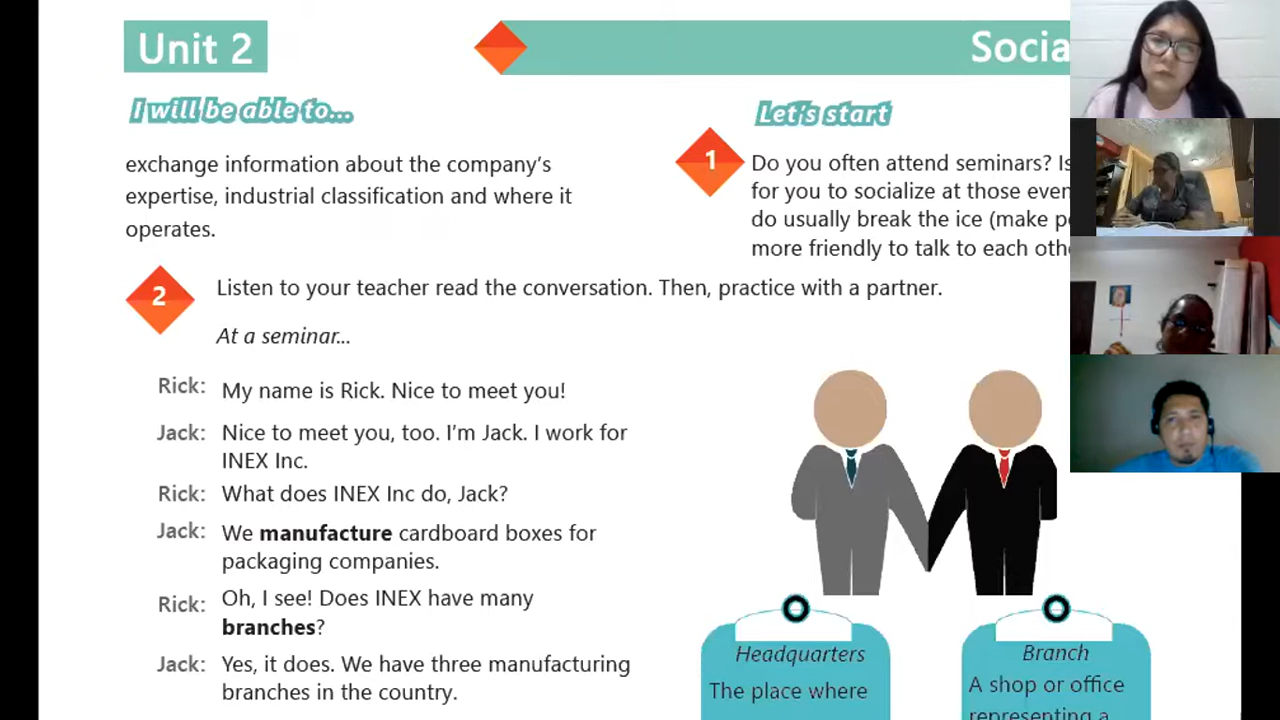 Unit 2
I will be able to...
exchange information about the company's
expertise, industrial classification and where it
operates.
Let's start
1
Do you often attend seminars?
for you to socialize at those
do usually break the ice (make
more friendly to talk to each
2
Listen to your teacher read the conversation. Then, practice with a partner.
At a seminar...
Rick: My name is Rick. Nice to meet you!
Jack: Nice to meet you, too. I'm Jack. I work for
INEX Inc.
Rick: What does INEX Inc do, Jack?
Jack: We manufacture cardboard boxes for
packaging companies.
Rick: Oh, I see! Does INEX have many
branches?
Jack: Yes, it does. We have three manufacturing
branches in the country.
Headquarters
The place where
Branch
A shop or office
representing a